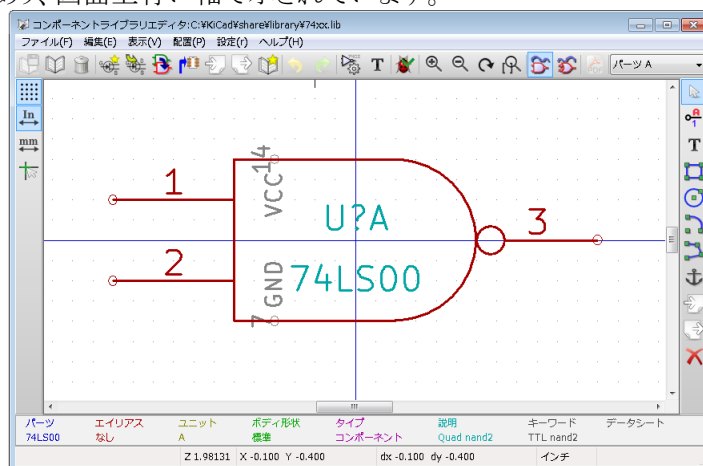 コンポーネントライブラリエディタ:C:¥KiCad¥share¥library¥74xx.lib
ファイル(F) 編集(E) 表示(V) 配置(P) 設定(r) ヘルプ(H)
T パーツ A
In
mm
T
14
VCC
1
U?A
3
2
GND
74LS00
7
パーツ エイリアス ユニット ボディ形状 タイプ 説明 キーワード データシート
74LS00 なし A 標準 コンポーネント Quad nand2 TTL nand2
Z 1.98131 X -0.100 Y -0.400 dx -0.100 dy -0.400 インチ